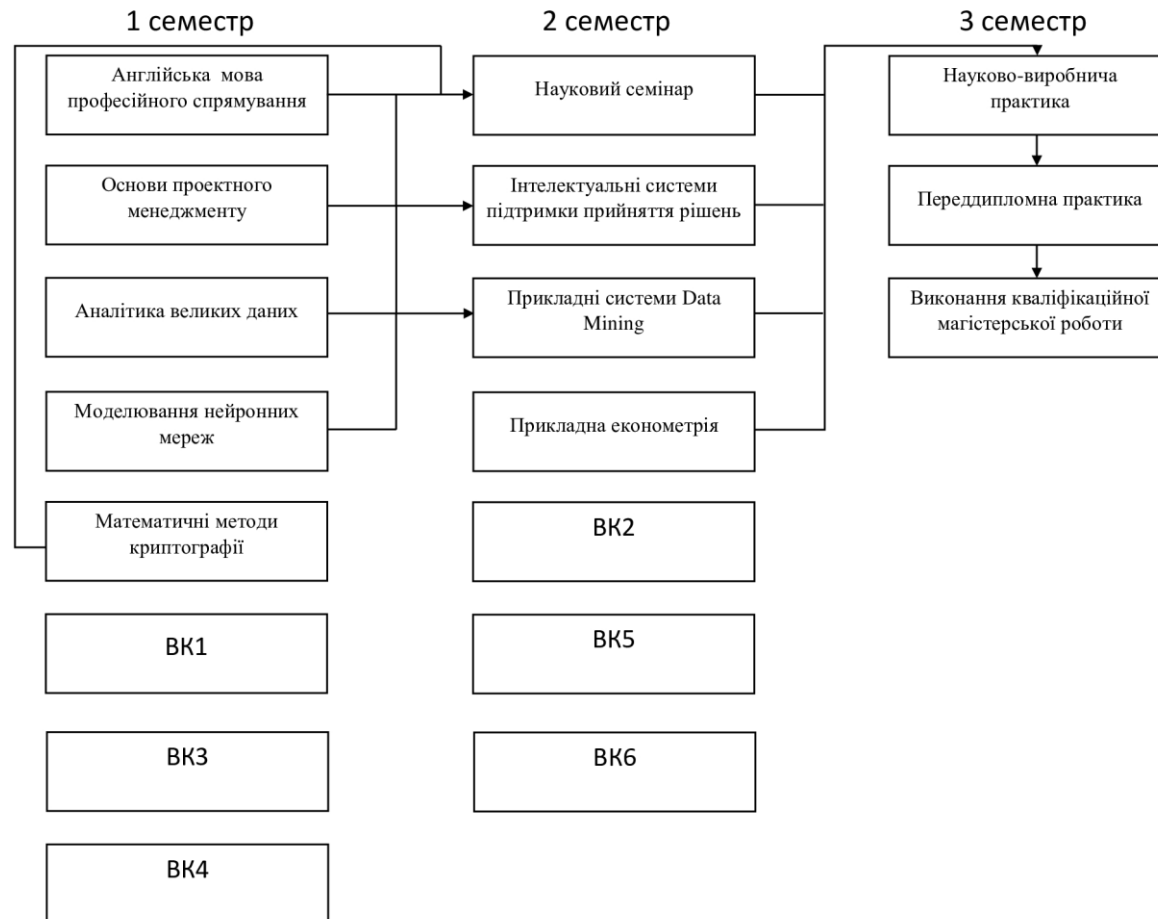 1 семестр
2 семестр
3 семестр
Англійська мова
професійного спрямування
Науковий семінар
Науково-виробнича
практика
Основи проектного
менеджменту
Інтелектуальні системи
підтримки прийняття рішень
Переддипломна практика
Аналітика великих даних
Прикладні системи Data
Mining
Виконання кваліфікаційної
магістерської роботи
Моделювання нейронних
мереж
Прикладна економетрія
Математичні методи
криптографії
ВК2
ВК1
ВК5
ВК3
ВК6
ВК4